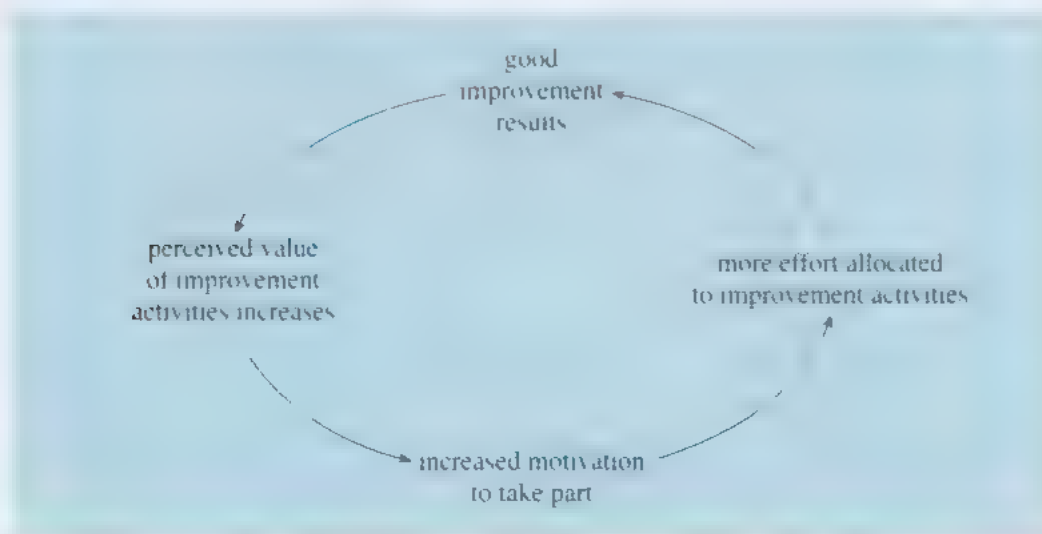 good
improvement
results
perceived value
of improvement
activities increases
more effort allocated
to improvement activities
increased motivation
to take part